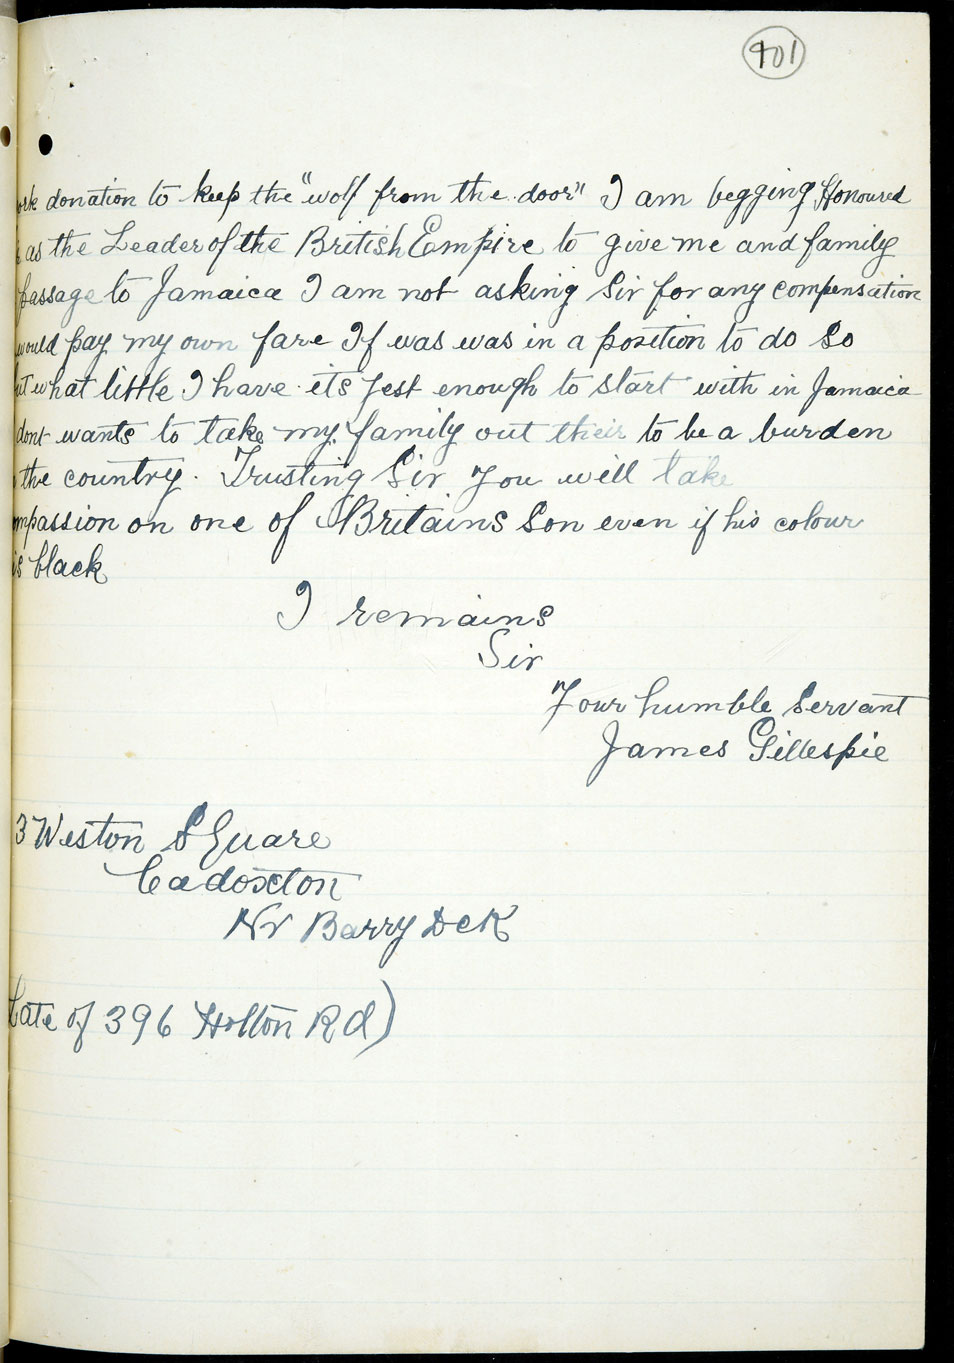 401
ork donation to keep the "wolf from the door" I am begging Honoured
as the Leader of the British Empire to give me and family
passage to Jamaica I am not asking Sir for any compensation
would pay my own fare If was was in a position to do so
ut what little I have its jest enough to start with in Jamaica
dont wants to take my family out their to be a burden
the country. Trusting Sir You will take
mpassion on one of Britains Son even if his colour
is black
I remains
Sir
Your humble Servant
James Gillespie
3 Weston Square
Cadoxton
Nr Barry Dck
Late of 396 Holton Rd)